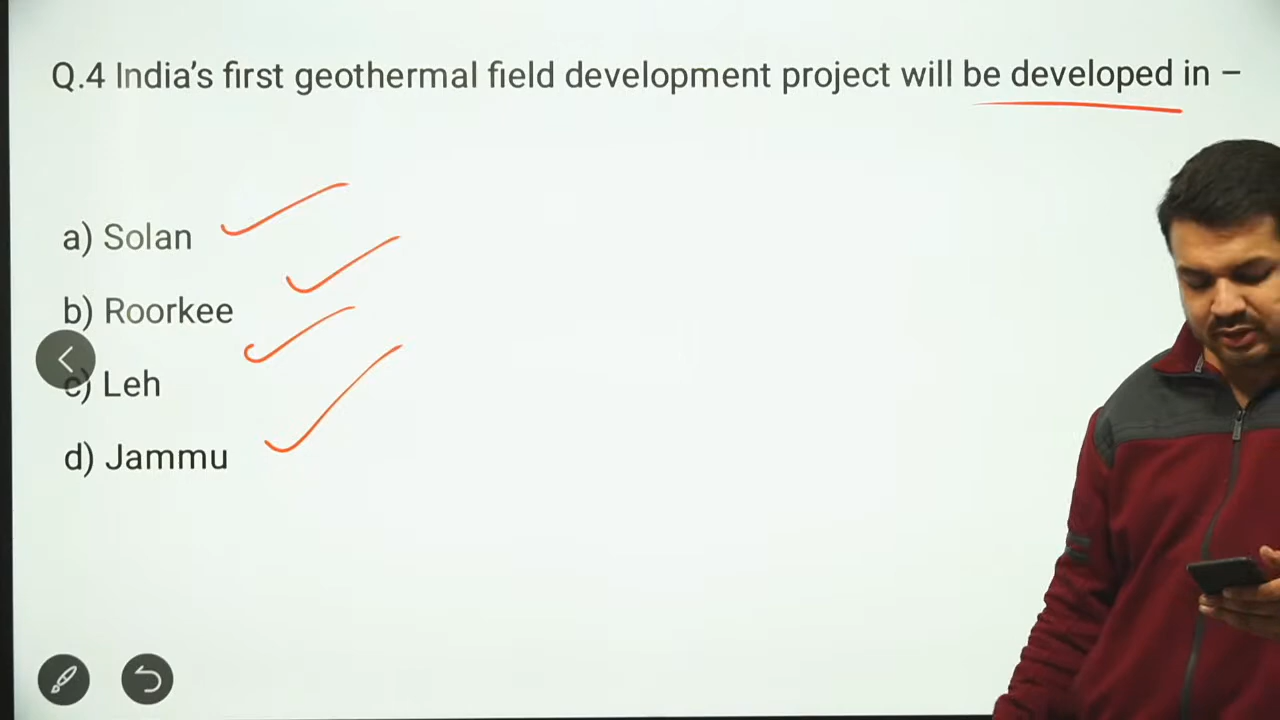 Q.4 India’s first geothermal field development project will be developed in –
a) Solan
b) Roorkee
c) Leh
d) Jammu